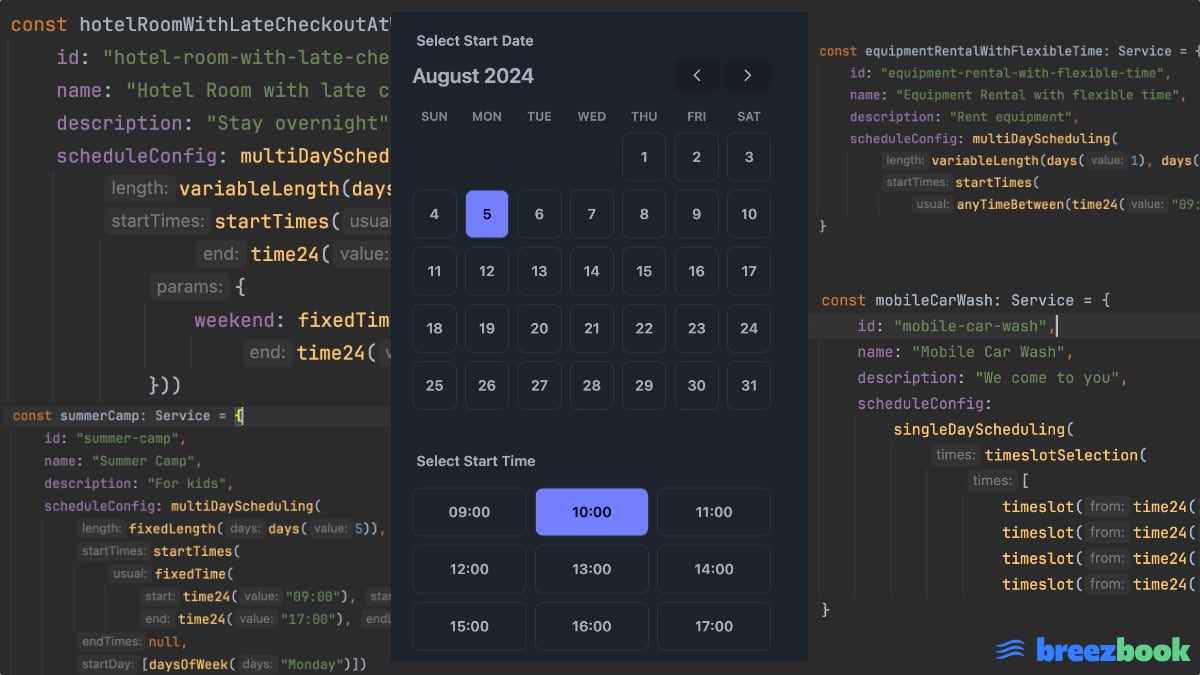 const hotelRoomWithLateCheckoutAt
id: "hotel-room-with-late-che
name: "Hotel Room with late c
description: "Stay overnight"
scheduleConfig: multiDaySched
length: variableLength(days
startTimes: startTimes( usual
end: time24( value:
params: {
weekend: fixedTim
end: time24(
}))
const summerCamp: Service = {
id: "summer-camp",
name: "Summer Camp",
description: "For kids",
scheduleConfig: multiDayScheduling(
length: fixedLength( days: days( value: 5)),
startTimes: startTimes(
usual: fixedTime(
start: time24( value: "09:00"), star
end: time24( value: "17:00"), endL
endTimes: null,
startDay: [daysOfWeek( days: "Monday")])
Select Start Date
August 2024
SUN MON TUE WED THU FRI SAT
1 2 3
4 5 6 7 8 9 10
11 12 13 14 15 16 17
18 19 20 21 22 23 24
25 26 27 28 29 30 31
Select Start Time
09:00 10:00 11:00
12:00 13:00 14:00
15:00 16:00 17:00
const equipmentRentalWithFlexibleTime: Service = {
id: "equipment-rental-with-flexible-time",
name: "Equipment Rental with flexible time",
description: "Rent equipment",
scheduleConfig: multiDayScheduling(
length: variableLength(days( value: 1), days(
startTimes: startTimes(
usual: anyTimeBetween(time24( value: "09:
}
const mobileCarWash: Service = {
id: "mobile-car-wash",
name: "Mobile Car Wash",
description: "We come to you",
scheduleConfig:
singleDayScheduling(
times: timeslotSelection(
times: [
timeslot( from: time24(
timeslot( from: time24(
timeslot( from: time24(
timeslot( from: time24(
}
breezbook